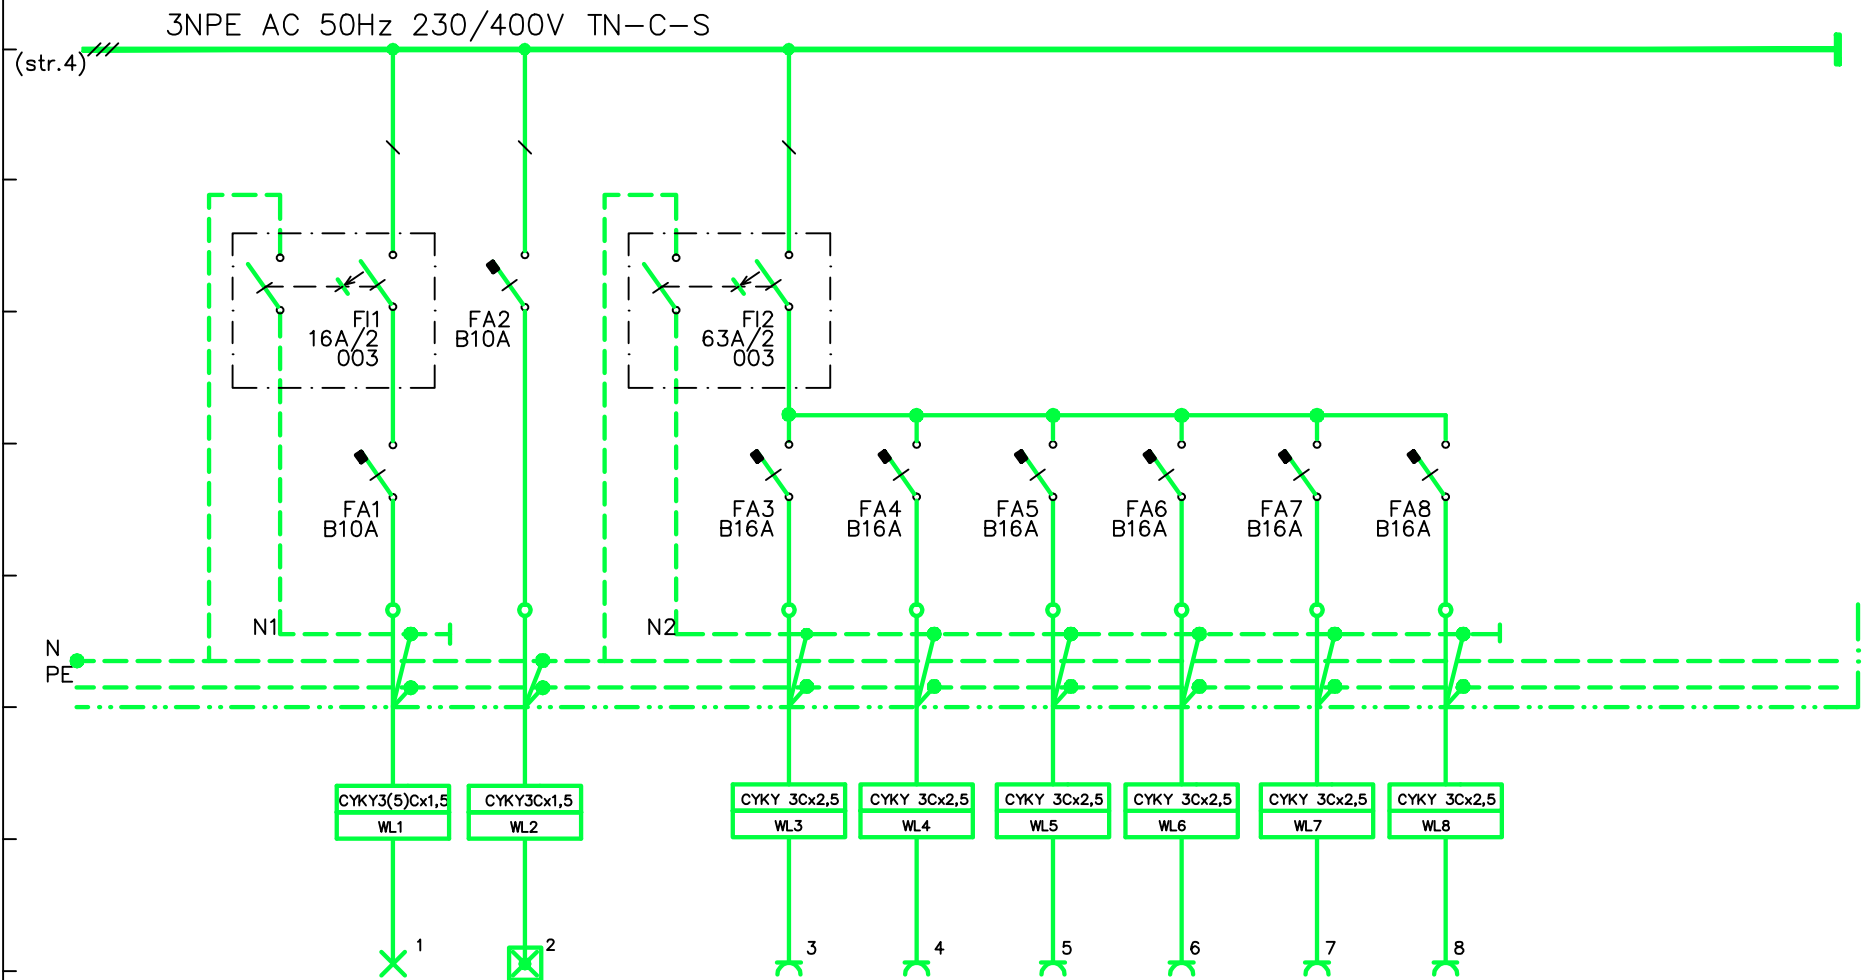 3NPE AC 50Hz 230/400V TN-C-S
(str.4)
FI1
16A/2
003
FA2
B10A
FI2
63A/2
003
FA1
B10A
FA3
B16A
FA4
B16A
FA5
B16A
FA6
B16A
FA7
B16A
FA8
B16A
N1
N2
N
PE
CYKY3(5)Cx1,5
WL1
CYKY3Cx1,5
WL2
CYKY 3Cx2,5
WL3
CYKY 3Cx2,5
WL4
CYKY 3Cx2,5
WL5
CYKY 3Cx2,5
WL6
CYKY 3Cx2,5
WL7
CYKY 3Cx2,5
WL8
1
2
3
4
5
6
7
8